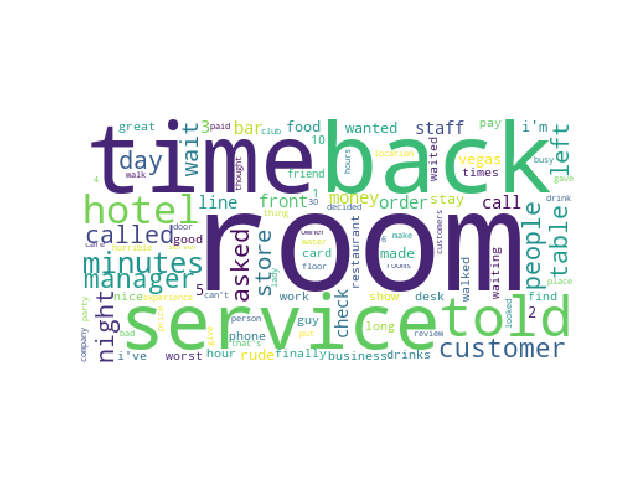 great 3 paid bar club food 10 wanted staff pay i'm
time back wait left
day walk thought friend hours location waited vegas times busy gave
hotel line front 1 30 money decided order stay call drink
called door good asked thing store room people table
cafe horrible water card floor restaurant 6 made make rooms customers walked waiting place
minutes manager lady
nice experience 5 can't work check show desk find 2
night party price service told looked
company bad give person that's phone guy put long review customer
i've worst hour rude finally business drinks
4